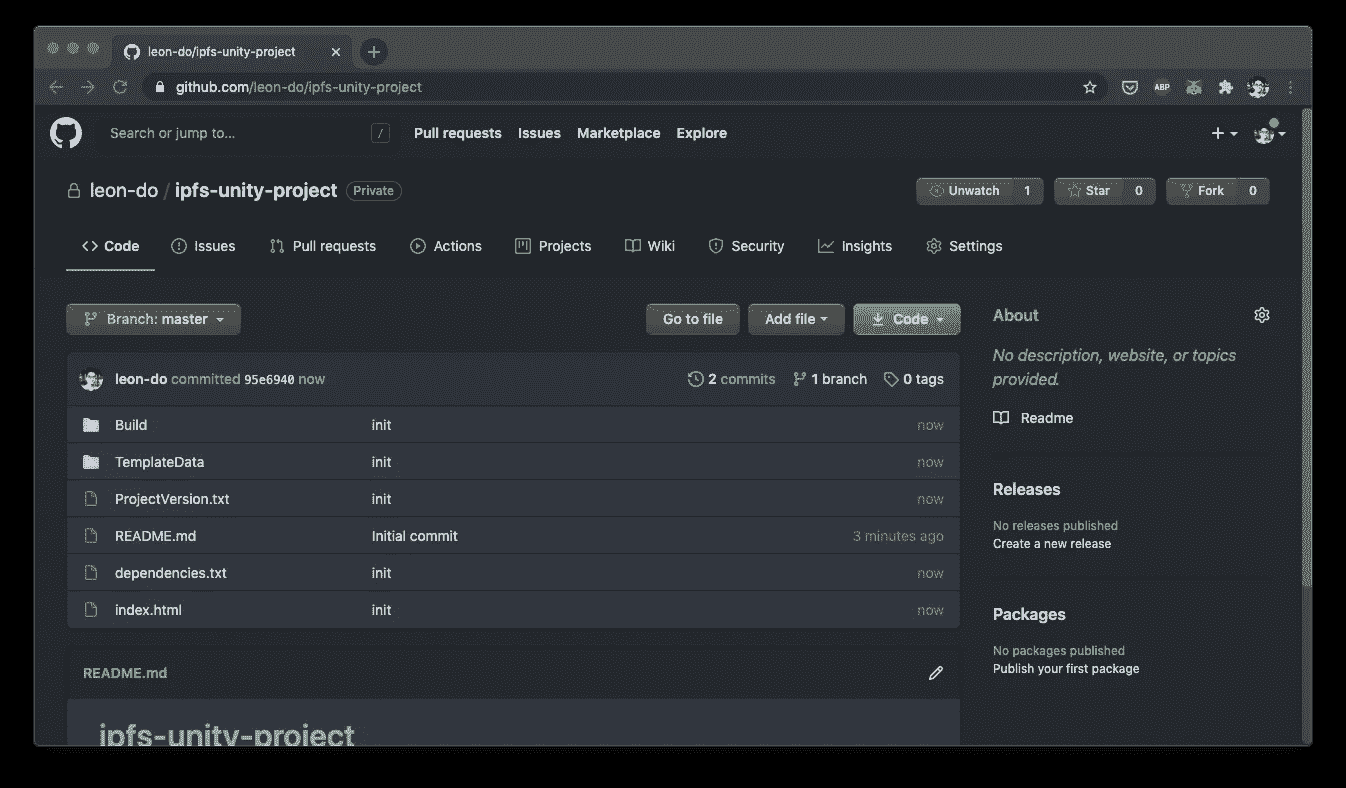 leon-do/ipfs-unity-project
github.com/leon-do/ipfs-unity-project
ABP
Search or jump to... /
Pull requests Issues Marketplace Explore
leon-do / ipfs-unity-project Private
Unwatch 1 Star 0 Fork 0
Code Issues Pull requests Actions Projects Wiki Security Insights Settings
Branch: master Go to file Add file Code
leon-do committed 95e6940 now 2 commits 1 branch 0 tags
Build init now
TemplateData init now
ProjectVersion.txt init now
README.md Initial commit 3 minutes ago
dependencies.txt init now
index.html init now
README.md
ipfs-unity-project
About
No description, website, or topics
provided.
Readme
Releases
No releases published
Create a new release
Packages
No packages published
Publish your first package